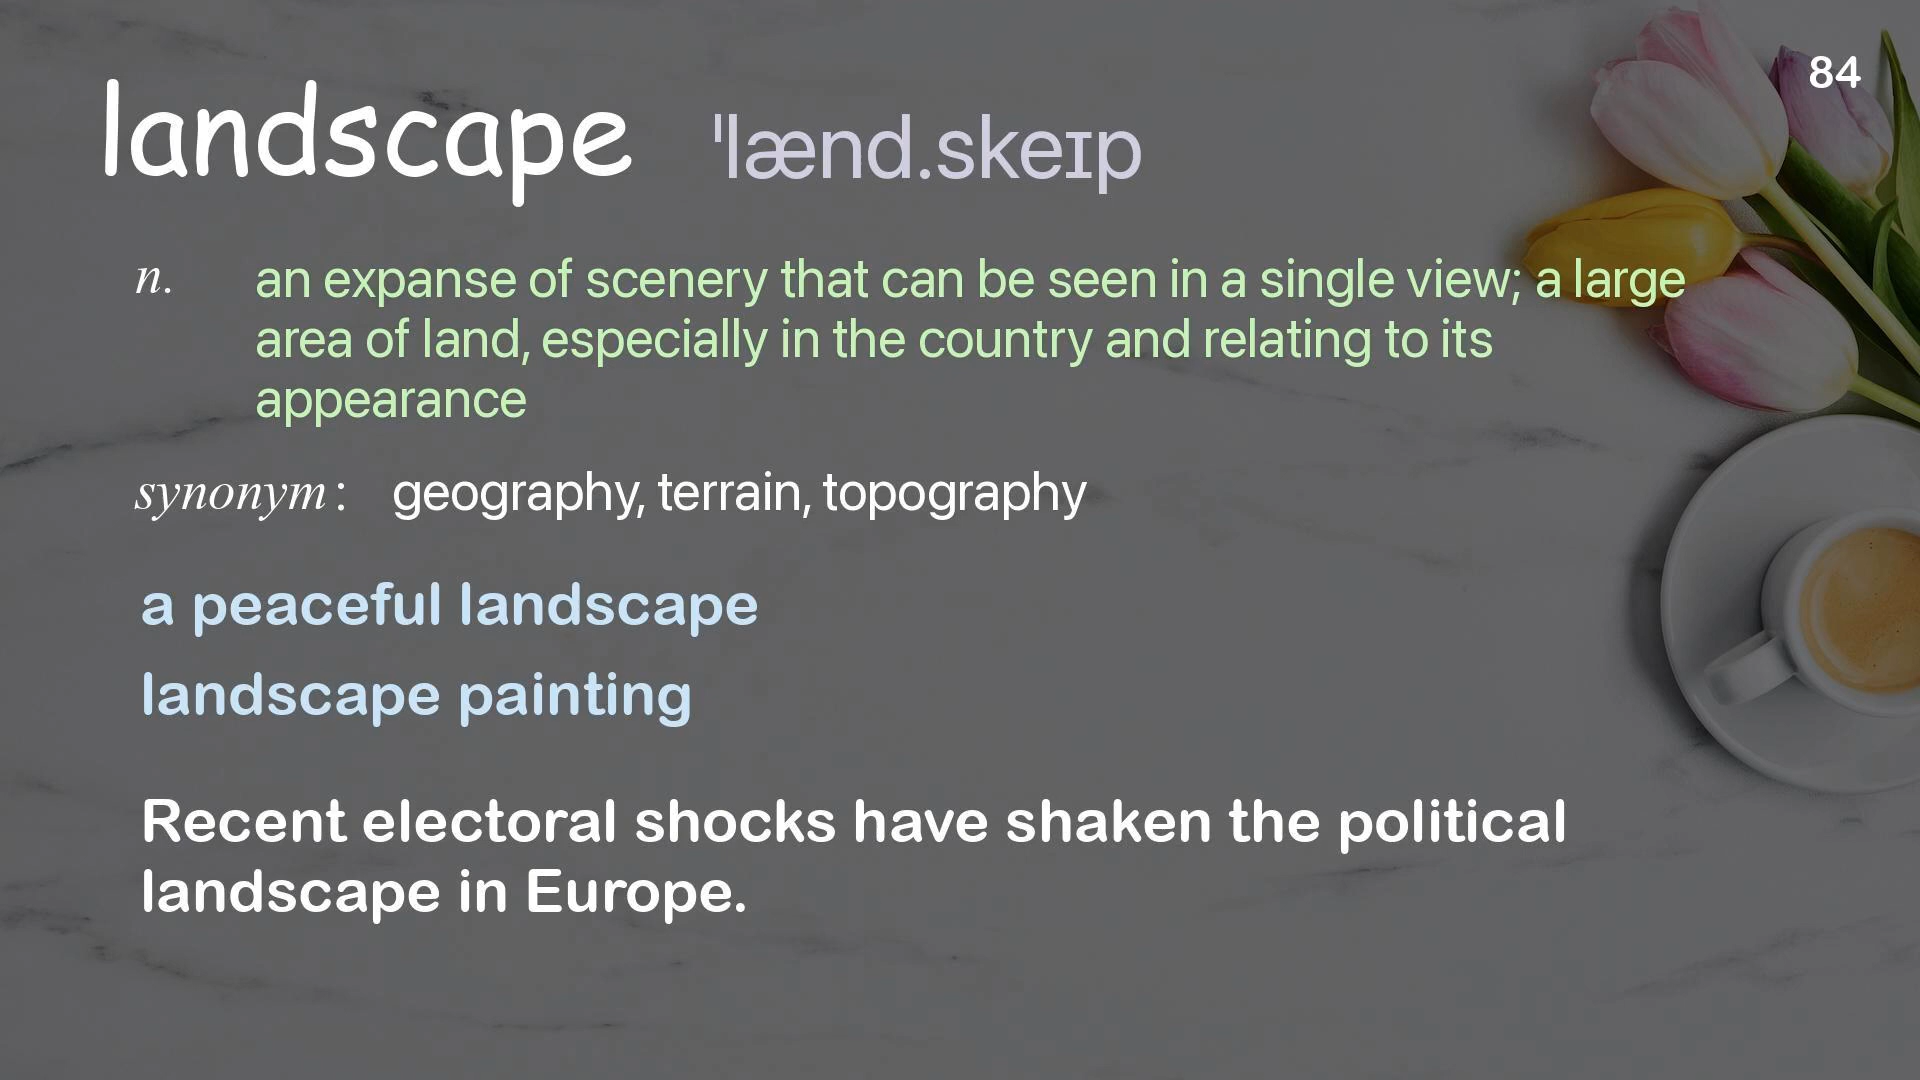 84
landscape ˈlænd.skeɪp
n. an expanse of scenery that can be seen in a single view; a large
area of land, especially in the country and relating to its
appearance
synonym : geography, terrain, topography
a peaceful landscape
landscape painting
Recent electoral shocks have shaken the political
landscape in Europe.